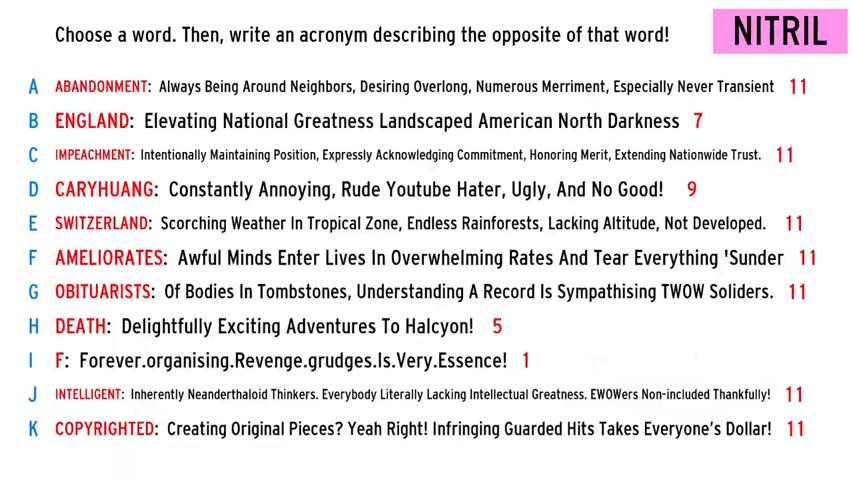 Choose a word. Then, write an acronym describing the opposite of that word!
NITRIL
A ABANDONMENT: Always Being Around Neighbors, Desiring Overlong, Numerous Merriment, Especially Never Transient 11
B ENGLAND: Elevating National Greatness Landscaped American North Darkness 7
C IMPEACHMENT: Intentionally Maintaining Position, Expressly Acknowledging Commitment, Honoring Merit, Extending Nationwide Trust. 11
D CARYHUANG: Constantly Annoying, Rude Youtube Hater, Ugly, And No Good! 9
E SWITZERLAND: Scorching Weather In Tropical Zone, Endless Rainforests, Lacking Altitude, Not Developed. 11
F AMELIORATES: Awful Minds Enter Lives In Overwhelming Rates And Tear Everything 'Sunder 11
G OBITUARISTS: Of Bodies In Tombstones, Understanding A Record Is Sympathising TWOW Soliders. 11
H DEATH: Delightfully Exciting Adventures To Halcyon! 5
I F: Forever.organising.Revenge.grudges.Is.Very.Essence! 1
J INTELLIGENT: Inherently Neanderthaloid Thinkers. Everybody Literally Lacking Intellectual Greatness. EWOWers Non-included Thankfully! 11
K COPYRIGHTED: Creating Original Pieces? Yeah Right! Infringing Guarded Hits Takes Everyone's Dollar! 11